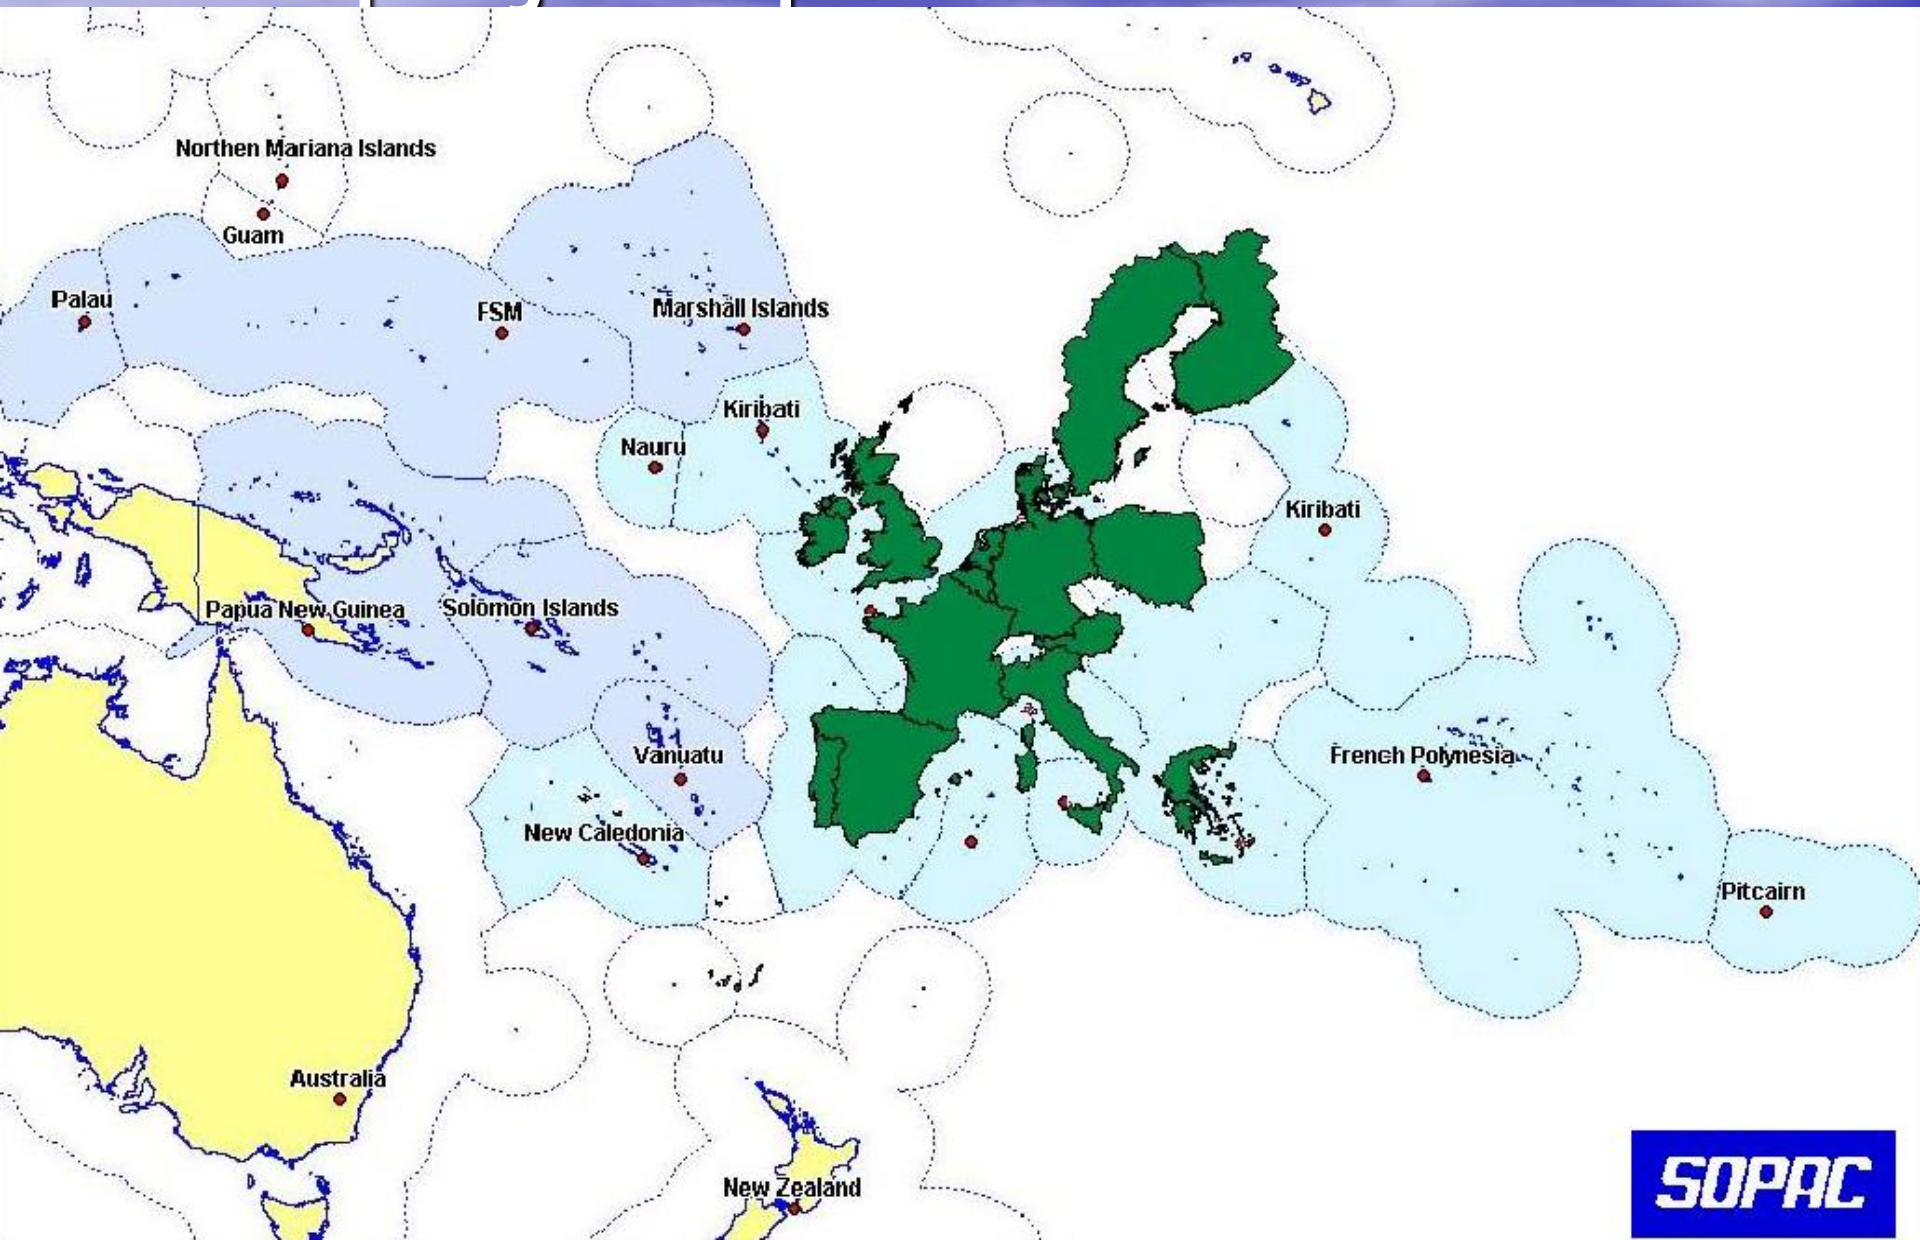 Northen Mariana Islands
Guam
Palau
FSM
Marshall Islands
Kiribati
Nauru
Kiribati
Papua New Guinea
Solomon Islands
Vanuatu
French Polynesia
New Caledonia
Pitcairn
Australia
New Zealand
SOPAC